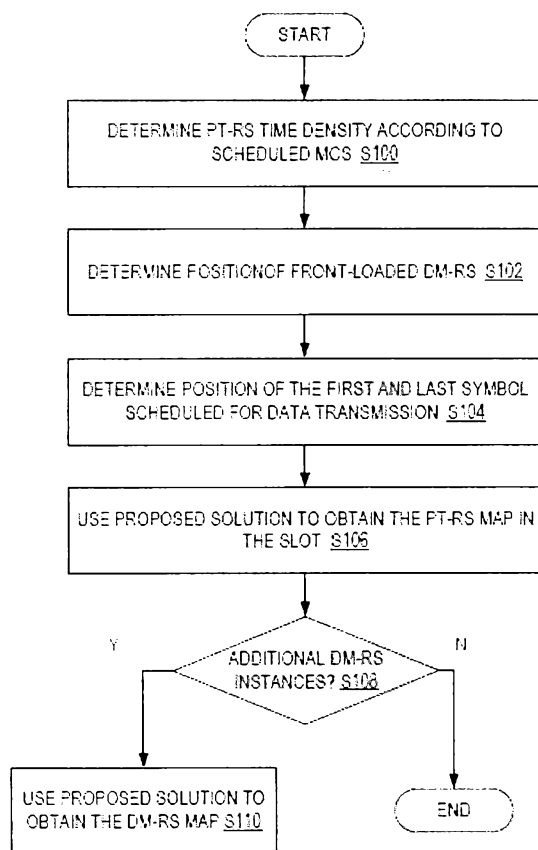 START
DETERMINE PT-RS TIME DENSITY ACCORDING TO
SCHEDULED MCS S100
DETERMINE POSITIONOF FRONT-LOADED DM-RS S102
DETERMINE POSITION OF THE FIRST AND LAST SYMBOL
SCHEDULED FOR DATA TRANSMISSION S104
USE PROPOSED SOLUTION TO OBTAIN THE PT-RS MAP IN
THE SLOT S106
Y
N
ADDITIONAL DM-RS
INSTANCES? S108
USE PROPOSED SOLUTION TO
OBTAIN THE DM-RS MAP S110
END